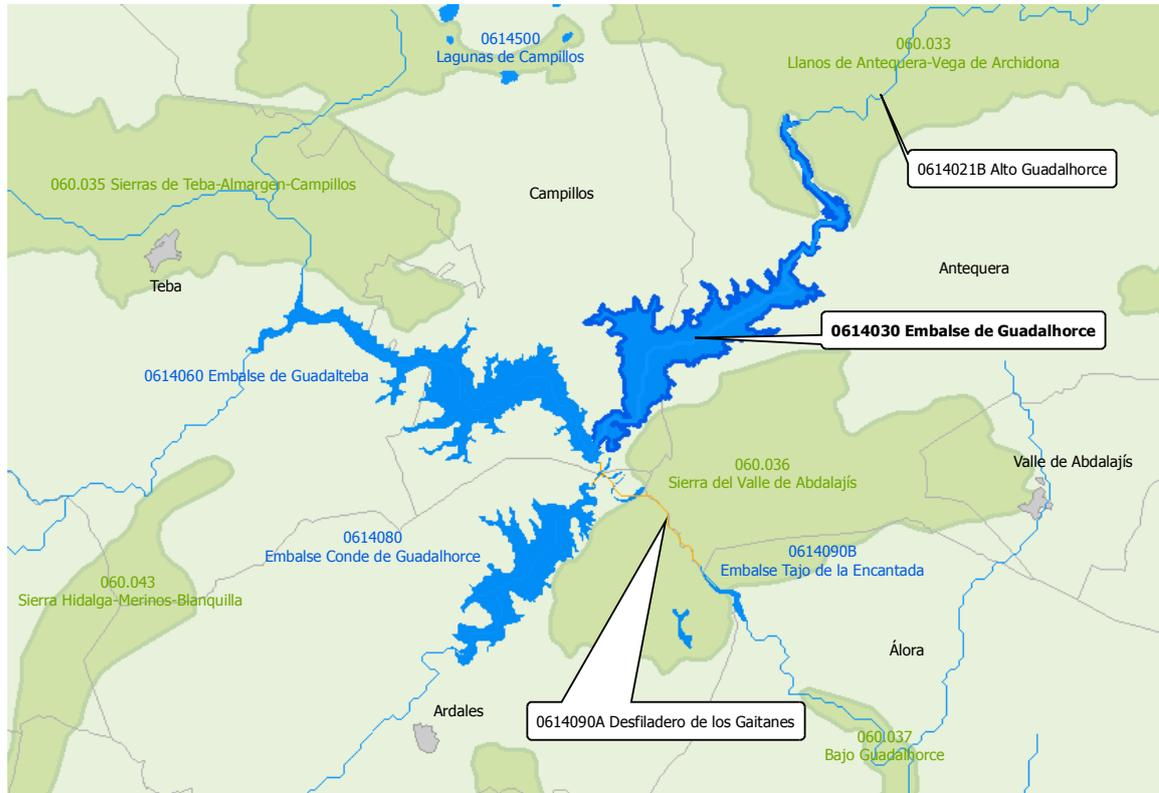 0614500
Lagunas de Campillos
060.033
Llanos de Antequera-Vega de Archidona
0614021B Alto Guadalhorce
060.035 Sierras de Teba-Almargen-Campillos
Campillos
Teba
Antequera
0614030 Embalse de Guadalhorce
0614060 Embalse de Guadalteba
060.036
Sierra del Valle de Abdalajís
Valle de Abdalajís
0614080
Embalse Conde de Guadalhorce
0614090B
Embalse Tajo de la Encantada
060.043
Sierra Hidalga-Merinos-Blanquilla
Álora
Ardales
0614090A Desfiladero de los Gaitanes
060.037
Bajo Guadalhorce